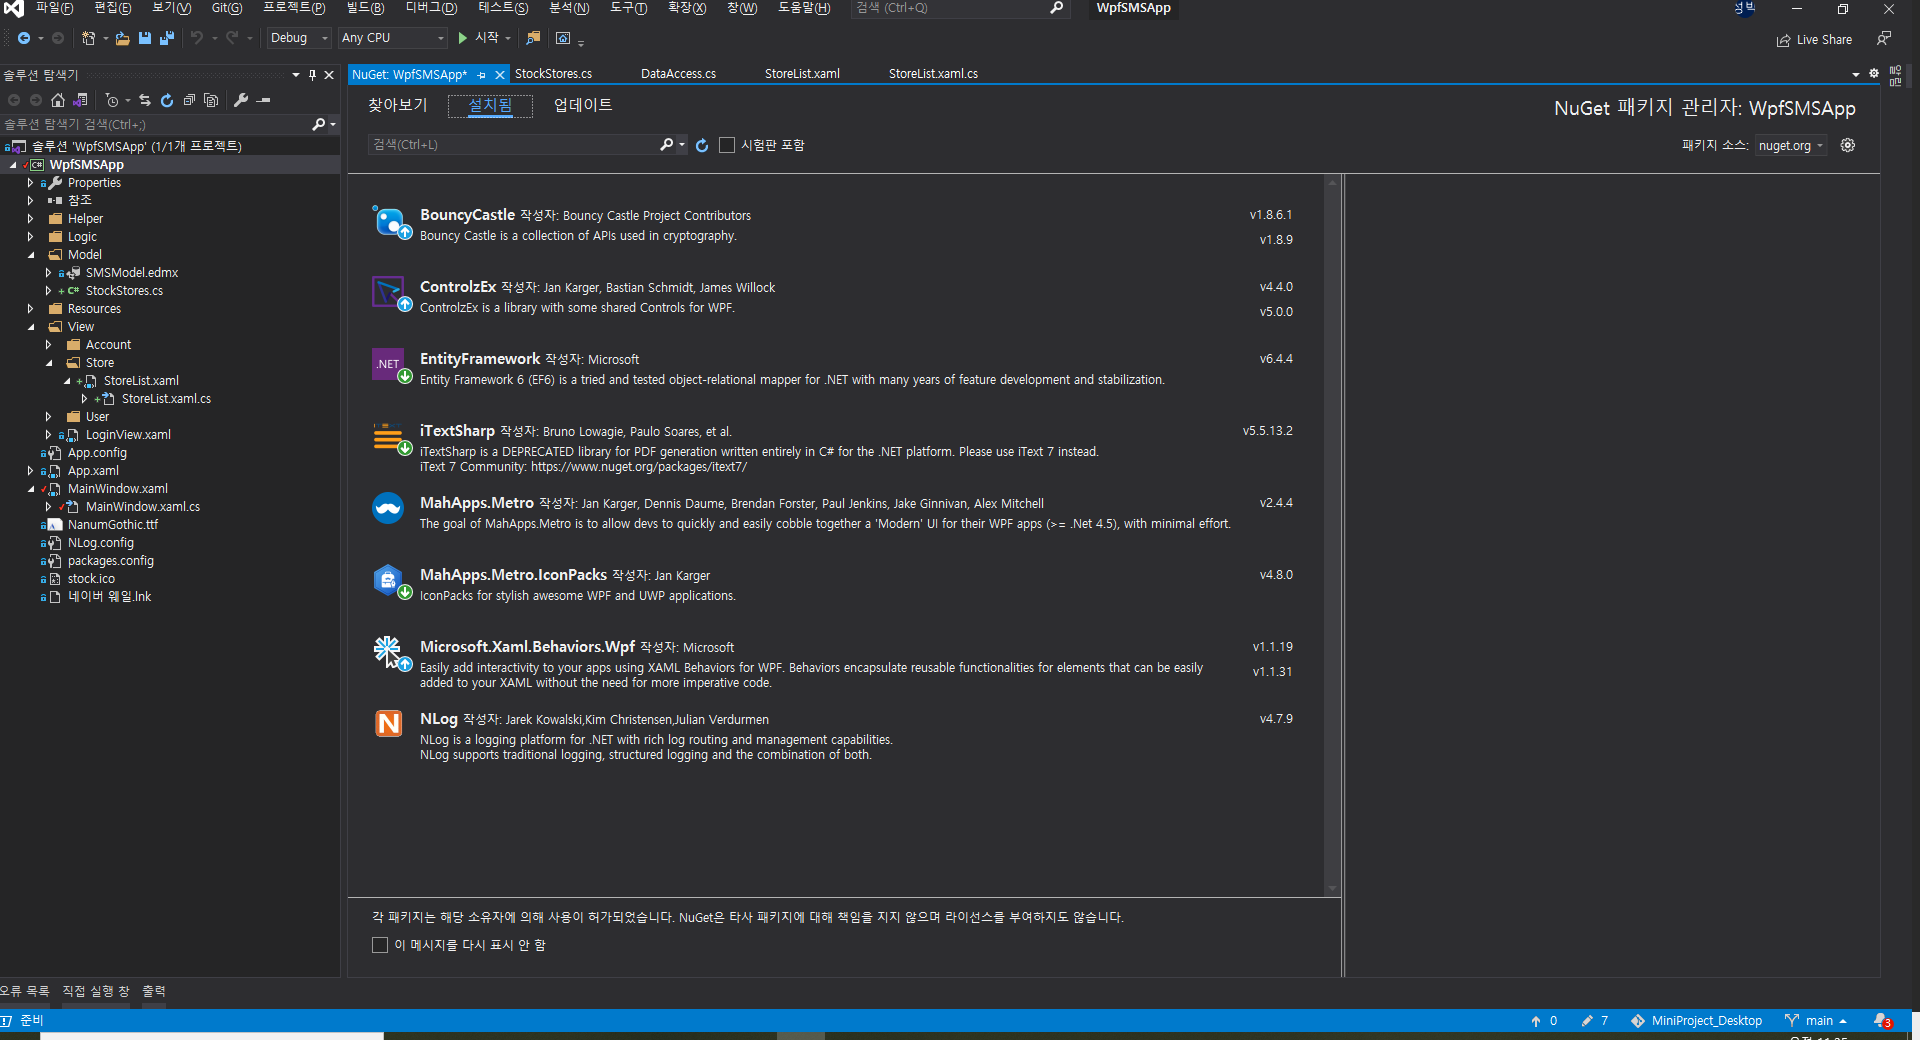 파일(F) 편집(E) 보기(V) Git(G) 프로젝트(P) 빌드(B) 디버그(D) 테스트(S) 분석(N) 도구(T) 확장(X) 창(W) 도움말(H) 검색 (Ctrl+Q) WpfSMSApp 성빅
Debug Any CPU 시작 Live Share
솔루션 탐색기
NuGet: WpfSMSApp* StockStores.cs DataAccess.cs StoreList.xaml StoreList.xaml.cs
솔루션 탐색기 검색(Ctrl+;)
솔루션 'WpfSMSApp' (1/1개 프로젝트)
C# WpfSMSApp
Properties
참조
Helper
Logic
Model
SMSModel.edmx
C# StockStores.cs
Resources
View
Account
Store
StoreList.xaml
StoreList.xaml.cs
User
LoginView.xaml
App.config
App.xaml
MainWindow.xaml
MainWindow.xaml.cs
NanumGothic.ttf
NLog.config
packages.config
stock.ico
네이버 웨일.lnk
찾아보기 설치됨 업데이트
NuGet 패키지 관리자: WpfSMSApp
검색(Ctrl+L) 시험판 포함
패키지 소스: nuget.org
BouncyCastle 작성자: Bouncy Castle Project Contributors v1.8.6.1
Bouncy Castle is a collection of APIs used in cryptography. v1.8.9
ControlzEx 작성자: Jan Karger, Bastian Schmidt, James Willock v4.4.0
ControlzEx is a library with some shared Controls for WPF. v5.0.0
.NET
EntityFramework 작성자: Microsoft v6.4.4
Entity Framework 6 (EF6) is a tried and tested object-relational mapper for .NET with many years of feature development and stabilization.
iTextSharp 작성자: Bruno Lowagie, Paulo Soares, et al. v5.5.13.2
iTextSharp is a DEPRECATED library for PDF generation written entirely in C# for the .NET platform. Please use iText 7 instead.
iText 7 Community: https://www.nuget.org/packages/itext7/
MahApps.Metro 작성자: Jan Karger, Dennis Daume, Brendan Forster, Paul Jenkins, Jake Ginnivan, Alex Mitchell v2.4.4
The goal of MahApps.Metro is to allow devs to quickly and easily cobble together a 'Modern' UI for their WPF apps (>= .Net 4.5), with minimal effort.
MahApps.Metro.IconPacks 작성자: Jan Karger v4.8.0
IconPacks for stylish awesome WPF and UWP applications.
Microsoft.Xaml.Behaviors.Wpf 작성자: Microsoft v1.1.19
Easily add interactivity to your apps using XAML Behaviors for WPF. Behaviors encapsulate reusable functionalities for elements that can be easily
added to your XAML without the need for more imperative code. v1.1.31
N
NLog 작성자: Jarek Kowalski,Kim Christensen,Julian Verdurmen v4.7.9
NLog is a logging platform for .NET with rich log routing and management capabilities.
NLog supports traditional logging, structured logging and the combination of both.
각 패키지는 해당 소유자에 의해 사용이 허가되었습니다. NuGet은 타사 패키지에 대해 책임을 지지 않으며 라이선스를 부여하지도 않습니다.
이 메시지를 다시 표시 안 함
오류 목록 직접 실행 창 출력
준비 0 7 MiniProject_Desktop main 3